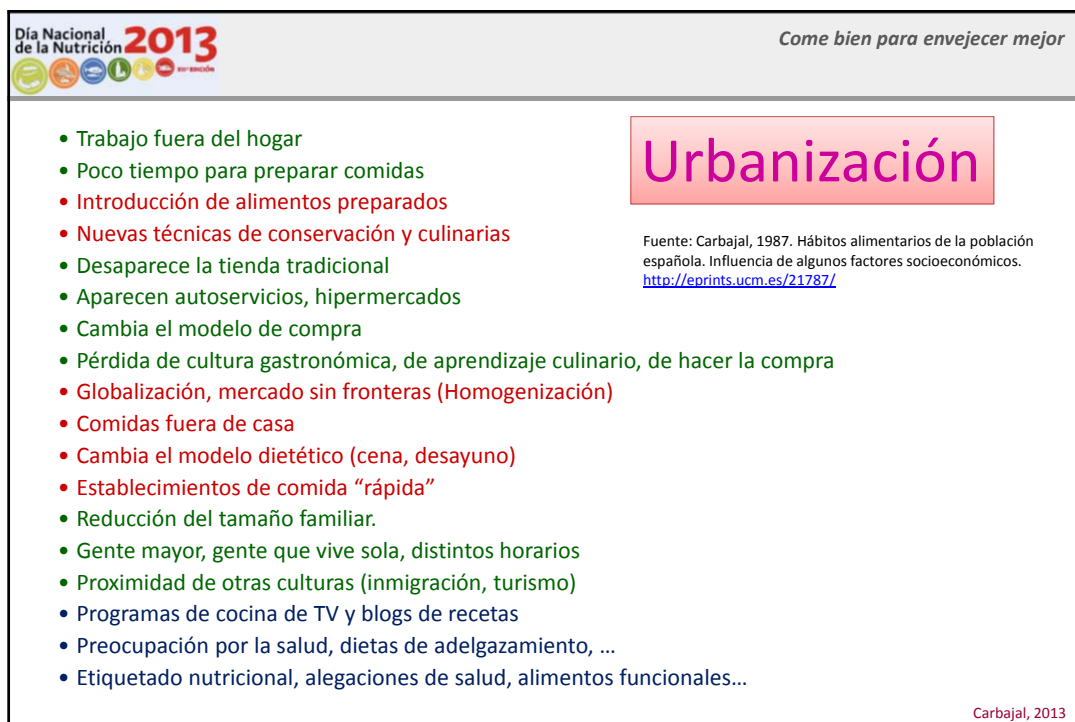 Día Nacional
de la Nutrición 2013
XIIª EDICIÓN
Come bien para envejecer mejor
• Trabajo fuera del hogar
• Poco tiempo para preparar comidas
• Introducción de alimentos preparados
• Nuevas técnicas de conservación y culinarias
• Desaparece la tienda tradicional
• Aparecen autoservicios, hipermercados
• Cambia el modelo de compra
• Pérdida de cultura gastronómica, de aprendizaje culinario, de hacer la compra
• Globalización, mercado sin fronteras (Homogenización)
• Comidas fuera de casa
• Cambia el modelo dietético (cena, desayuno)
• Establecimientos de comida “rápida”
• Reducción del tamaño familiar.
• Gente mayor, gente que vive sola, distintos horarios
• Proximidad de otras culturas (inmigración, turismo)
• Programas de cocina de TV y blogs de recetas
• Preocupación por la salud, dietas de adelgazamiento, ...
• Etiquetado nutricional, alegaciones de salud, alimentos funcionales…
Urbanización
Fuente: Carbajal, 1987. Hábitos alimentarios de la población
española. Influencia de algunos factores socioeconómicos.
http://eprints.ucm.es/21787/
Carbajal, 2013